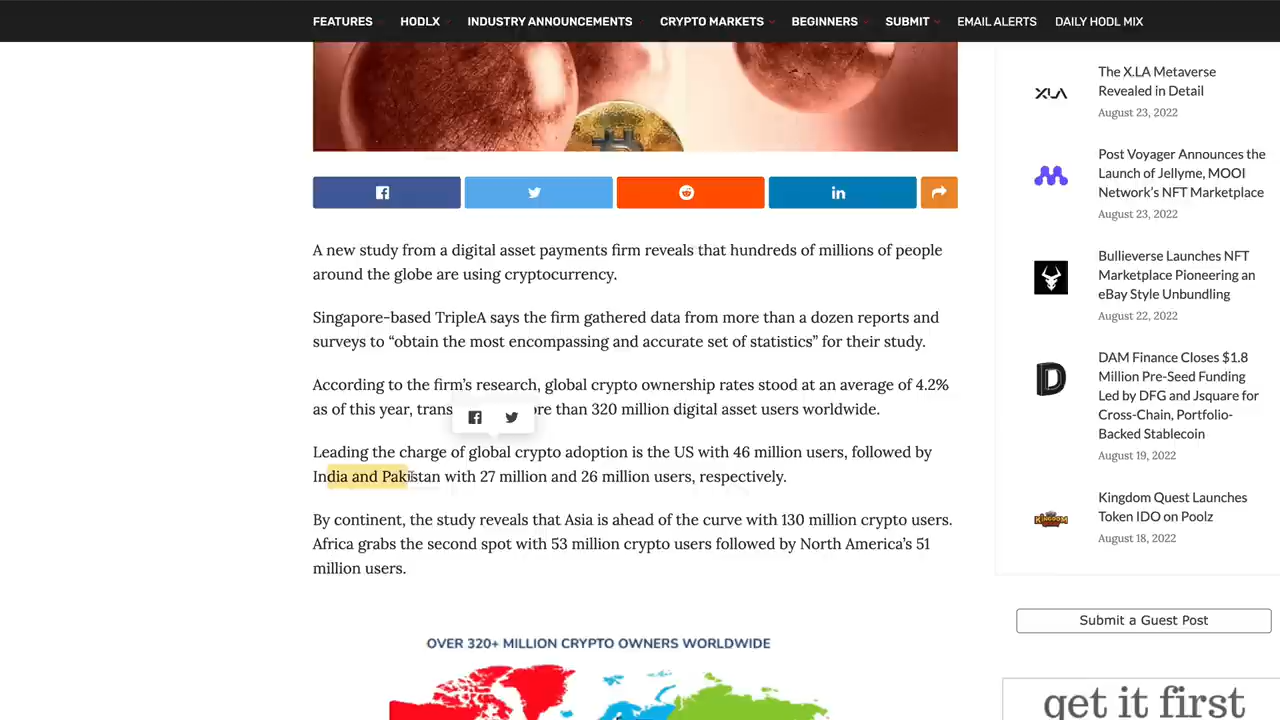 FEATURES HODLX INDUSTRY ANNOUNCEMENTS CRYPTO MARKETS BEGINNERS SUBMIT EMAIL ALERTS DAILY HODL MIX
A new study from a digital asset payments firm reveals that hundreds of millions of people
around the globe are using cryptocurrency.
Singapore-based TripleA says the firm gathered data from more than a dozen reports and
surveys to “obtain the most encompassing and accurate set of statistics” for their study.
According to the firm’s research, global crypto ownership rates stood at an average of 4.2%
as of this year, trans ore than 320 million digital asset users worldwide.
Leading the charge of global crypto adoption is the US with 46 million users, followed by
India and Pakistan with 27 million and 26 million users, respectively.
By continent, the study reveals that Asia is ahead of the curve with 130 million crypto users.
Africa grabs the second spot with 53 million crypto users followed by North America’s 51
million users.
OVER 320+ MILLION CRYPTO OWNERS WORLDWIDE
XLA
The X.LA Metaverse
Revealed in Detail
August 23, 2022
Post Voyager Announces the
Launch of Jellyme, MOOI
Network’s NFT Marketplace
August 23, 2022
Bullieverse Launches NFT
Marketplace Pioneering an
eBay Style Unbundling
August 22, 2022
DAM Finance Closes $1.8
Million Pre-Seed Funding
Led by DFG and Jsquare for
Cross-Chain, Portfolio-
Backed Stablecoin
August 19, 2022
KINGDOM
Kingdom Quest Launches
Token IDO on Poolz
August 18, 2022
Submit a Guest Post
get it first